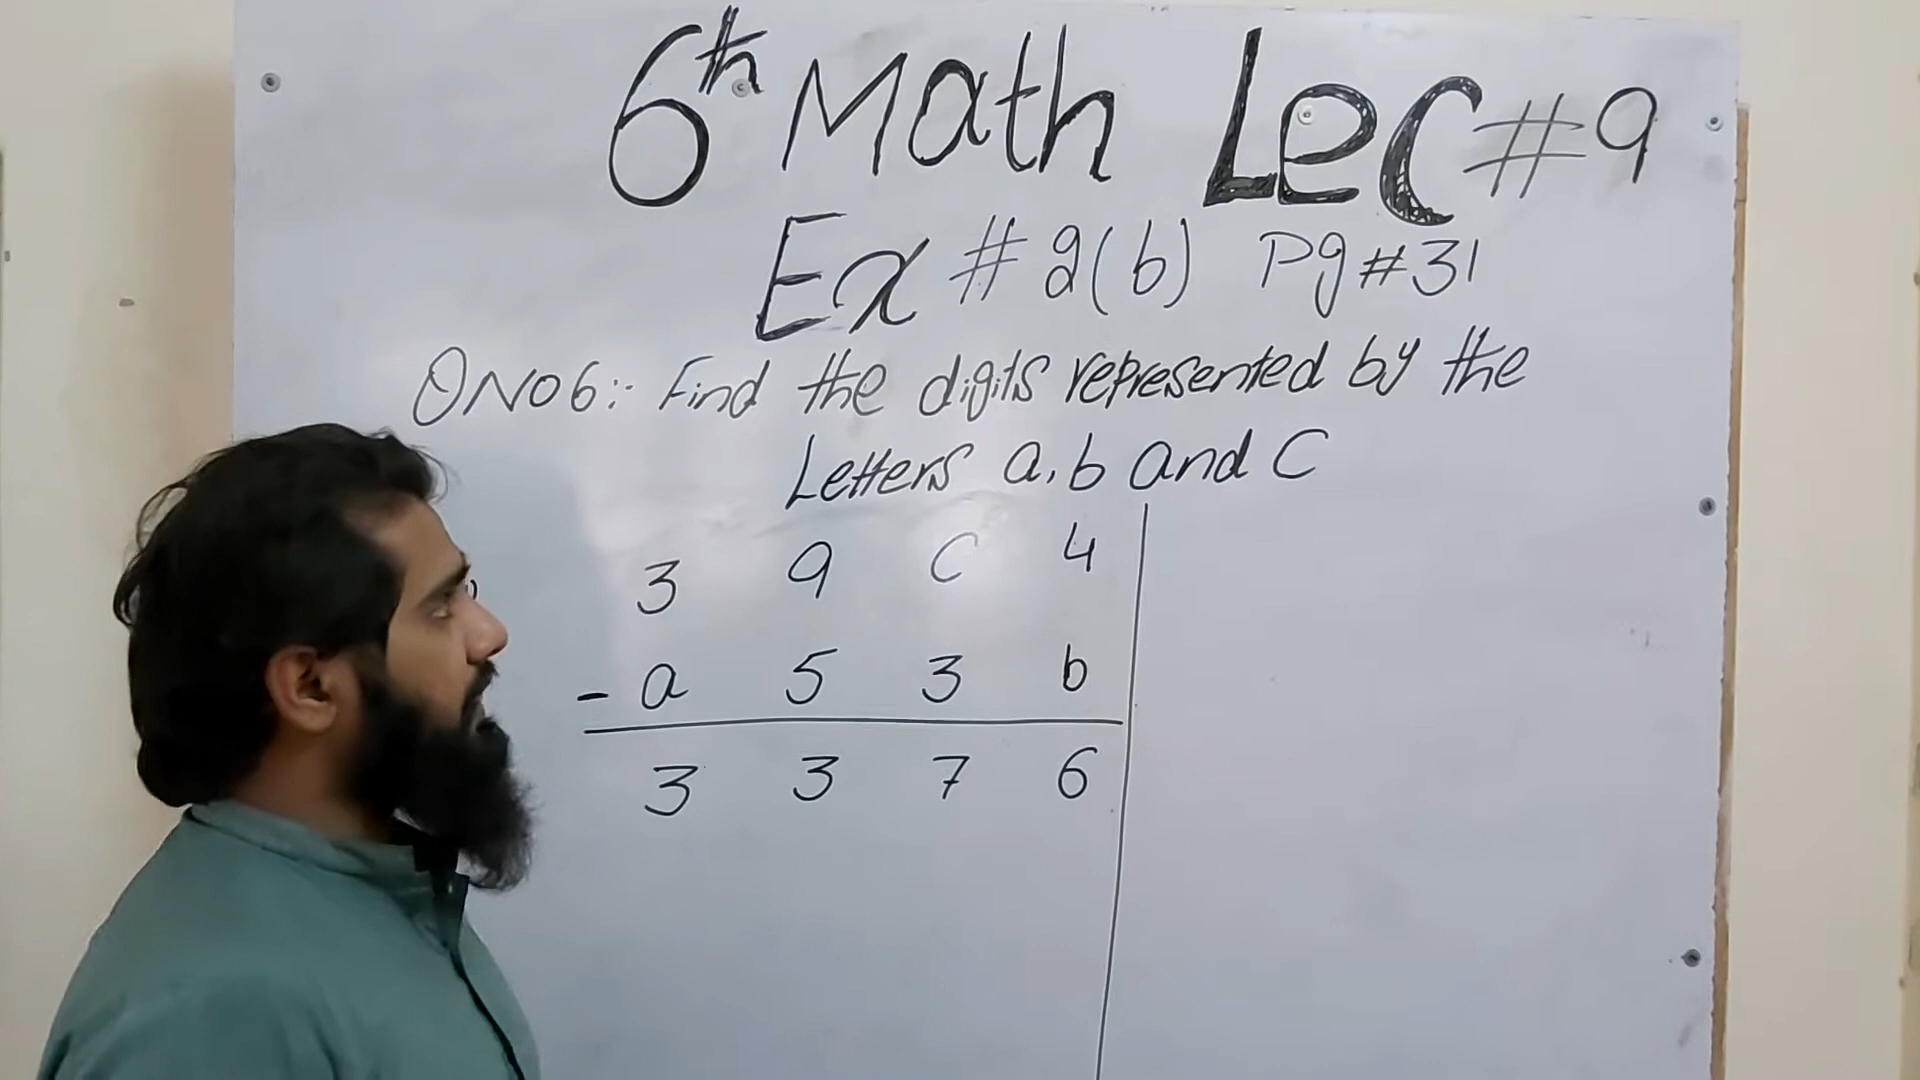 6th Math Lec #9
Ex # 2(b) Pg #31
QNO6:: Find the digits represented by the
Letters a,b and C
3 9 C 4
- a 5 3 b
3 3 7 6